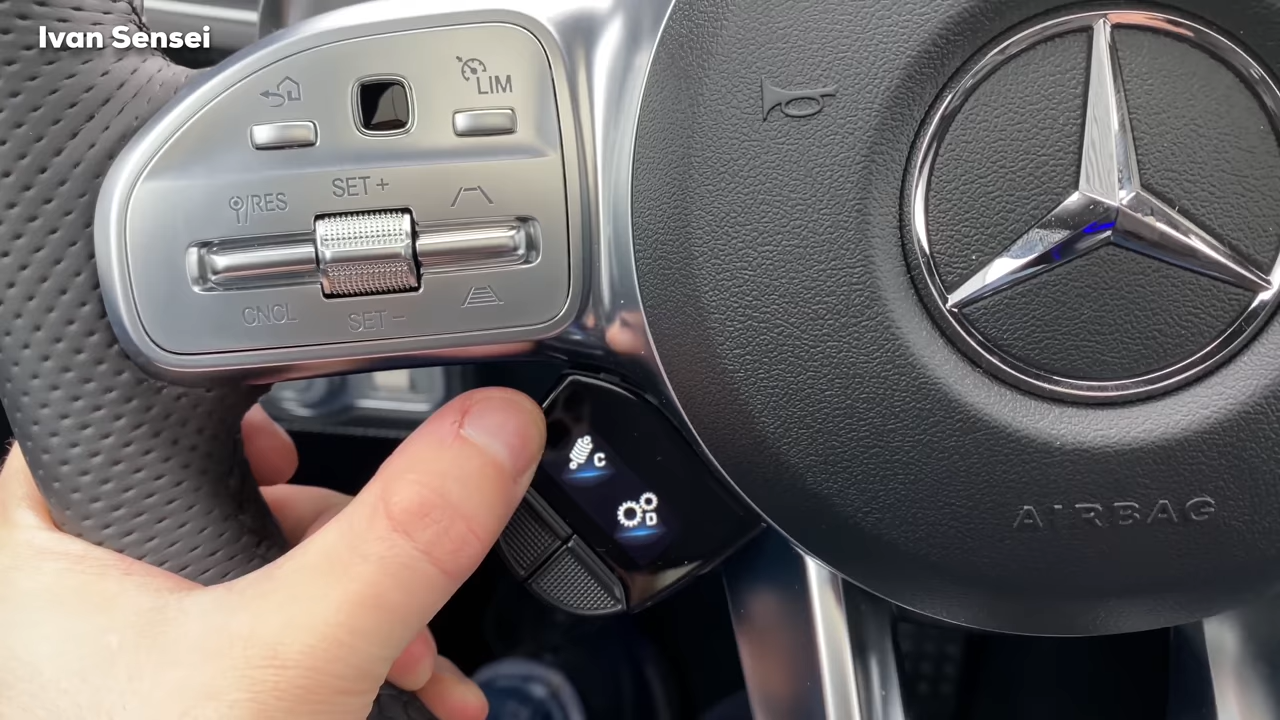 Ivan Sensei
LIM
/RES
SET +
CNCL
SET -
C
D
AIRBAG